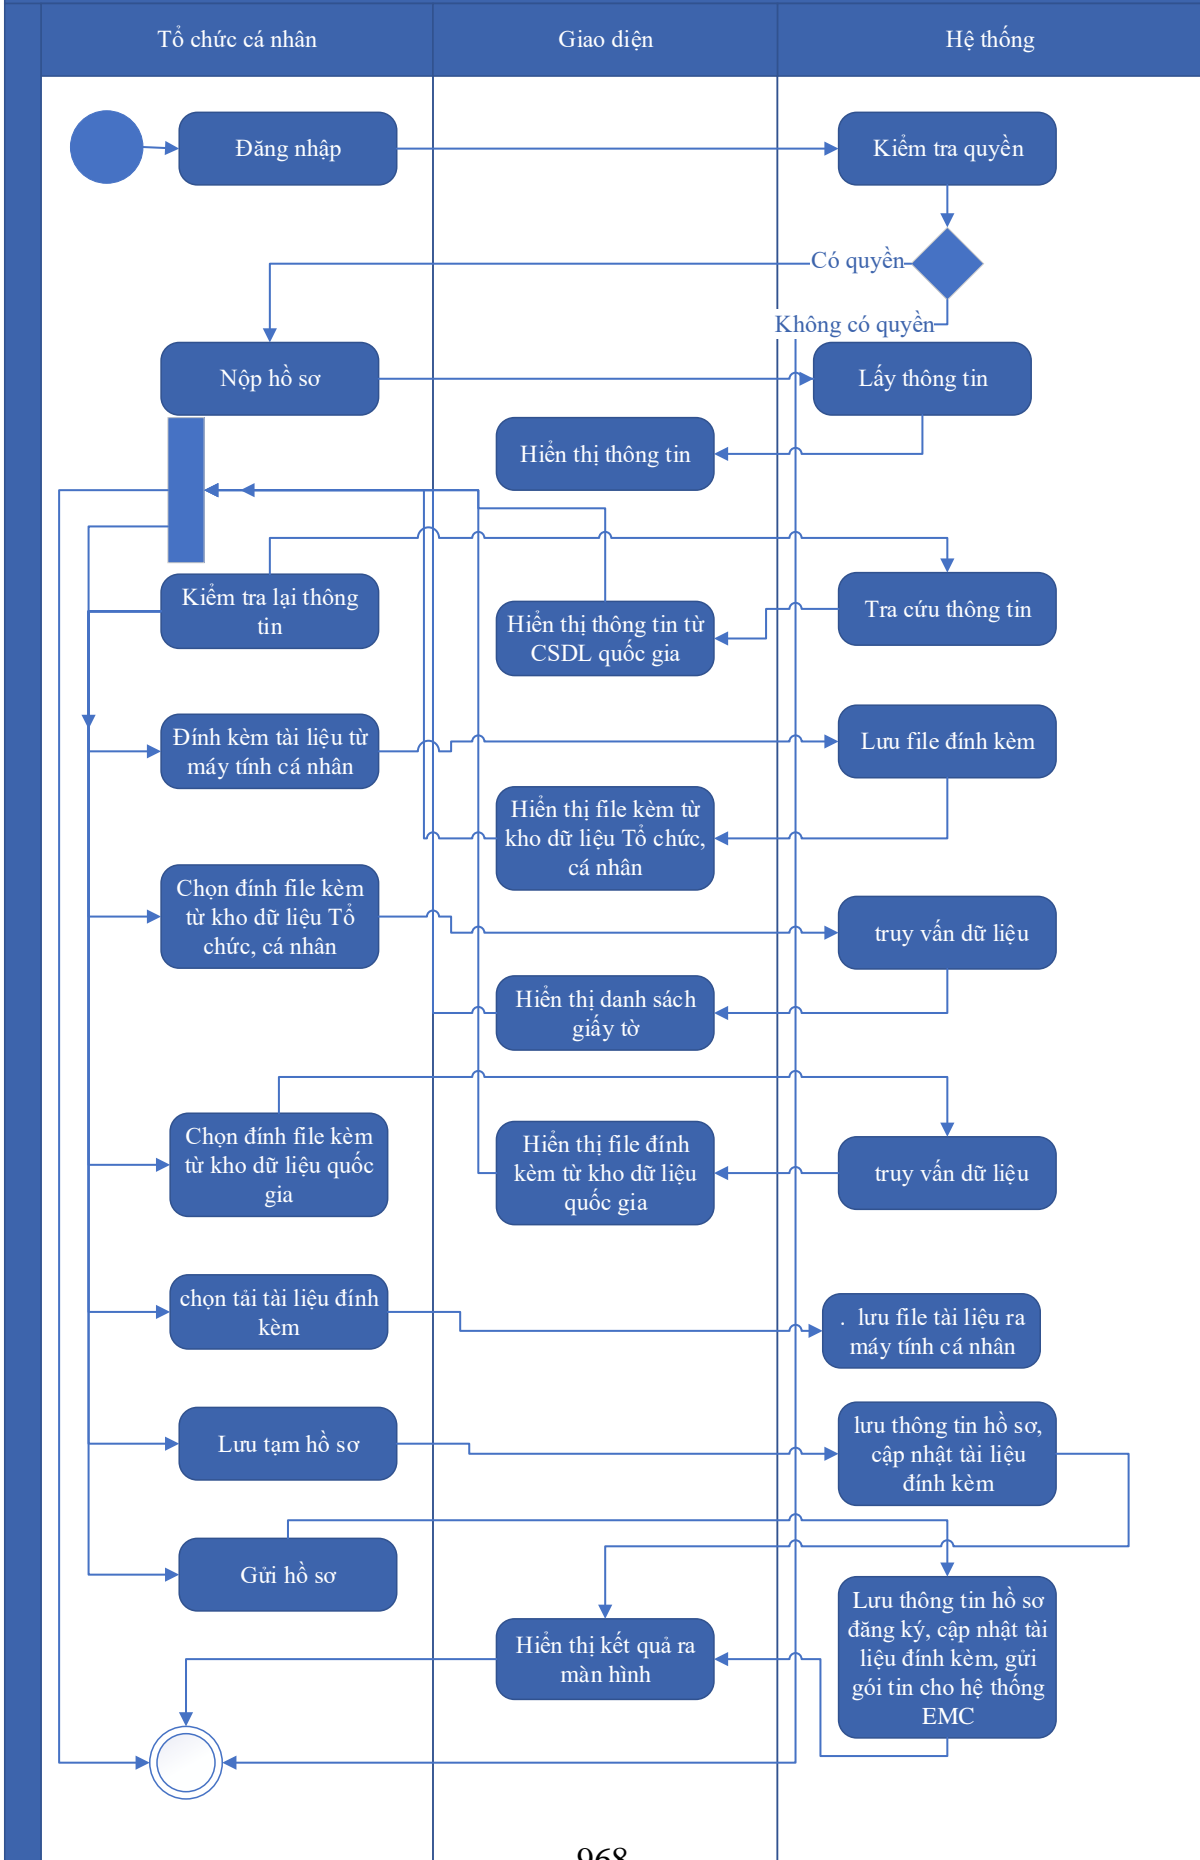 Tổ chức cá nhân
Giao diện
Hệ thống
Đăng nhập
Kiểm tra quyền
Có quyền
Không có quyền
Nộp hồ sơ
Lấy thông tin
Hiển thị thông tin
Kiểm tra lại thông
tin
Hiển thị thông tin từ
CSDL quốc gia
Tra cứu thông tin
Đính kèm tài liệu từ
máy tính cá nhân
Lưu file đính kèm
Hiển thị file kèm từ
kho dữ liệu Tổ chức,
cá nhân
Chọn đính file kèm
từ kho dữ liệu Tổ
chức, cá nhân
truy vấn dữ liệu
Hiển thị danh sách
giấy tờ
Chọn đính file kèm
từ kho dữ liệu quốc
gia
Hiển thị file đính
kèm từ kho dữ liệu
quốc gia
truy vấn dữ liệu
chọn tải tài liệu đính
kèm
. lưu file tài liệu ra
máy tính cá nhân
Lưu tạm hồ sơ
lưu thông tin hồ sơ,
cập nhật tài liệu
đính kèm
Gửi hồ sơ
Hiển thị kết quả ra
màn hình
Lưu thông tin hồ sơ
đăng ký, cập nhật tài
liệu đính kèm, gửi
gói tin cho hệ thống
EMC
968